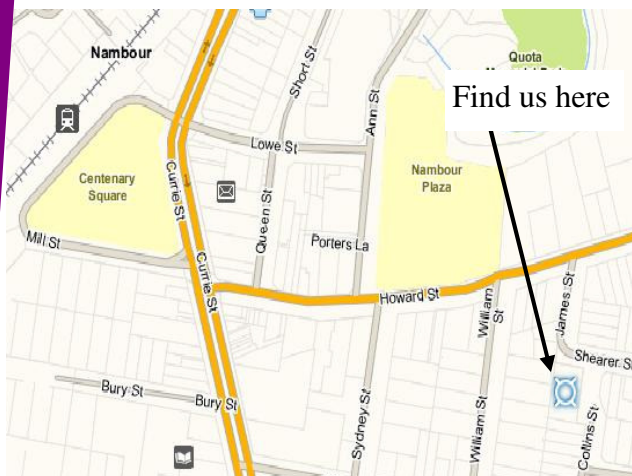 Nambour
Short St
Quota
Find us here
Ann St
Lowe St
Centenary
Square
Currie St
Nambour
Plaza
Queen St
Porters La
Mill St
Currie St
Howard St
William St
James St
Shearer S
Bury St
Bury St
Sydney St
William St
Collins St